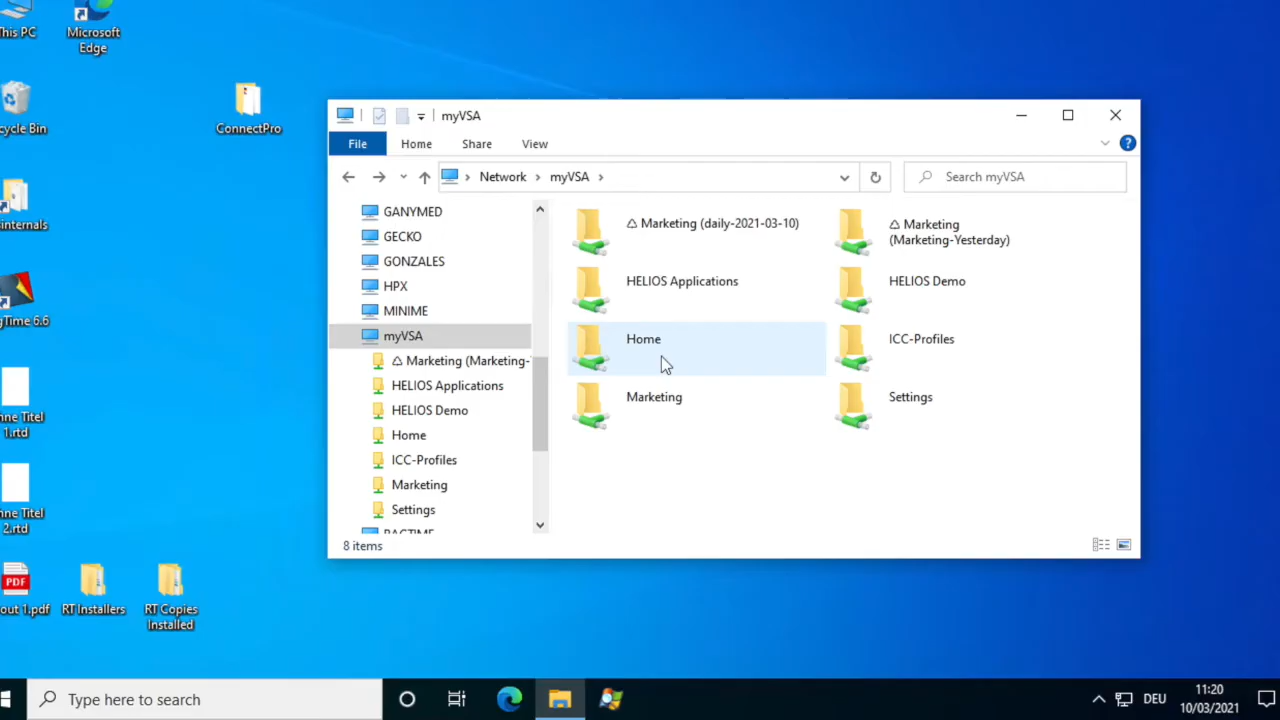 This PC
Microsoft
Edge
ConnectPro
cycle Bin
sinternals
gTime 6.6
nne Titel
1.rtd
nne Titel
2.rtd
PDF
out 1.pdf
RT Installers
RT Copies
Installed
myVSA
File
Home
Share
View
?
Network
myVSA
Search myVSA
GANYMED
GECKO
GONZALES
HPX
MINIME
myVSA
Marketing (Marketing-
HELIOS Applications
HELIOS Demo
Home
ICC-Profiles
Marketing
Settings
RAGTIME
Marketing (daily-2021-03-10)
Marketing
(Marketing-Yesterday)
HELIOS Applications
HELIOS Demo
Home
ICC-Profiles
Marketing
Settings
8 items
Type here to search
DEU
11:20
10/03/2021